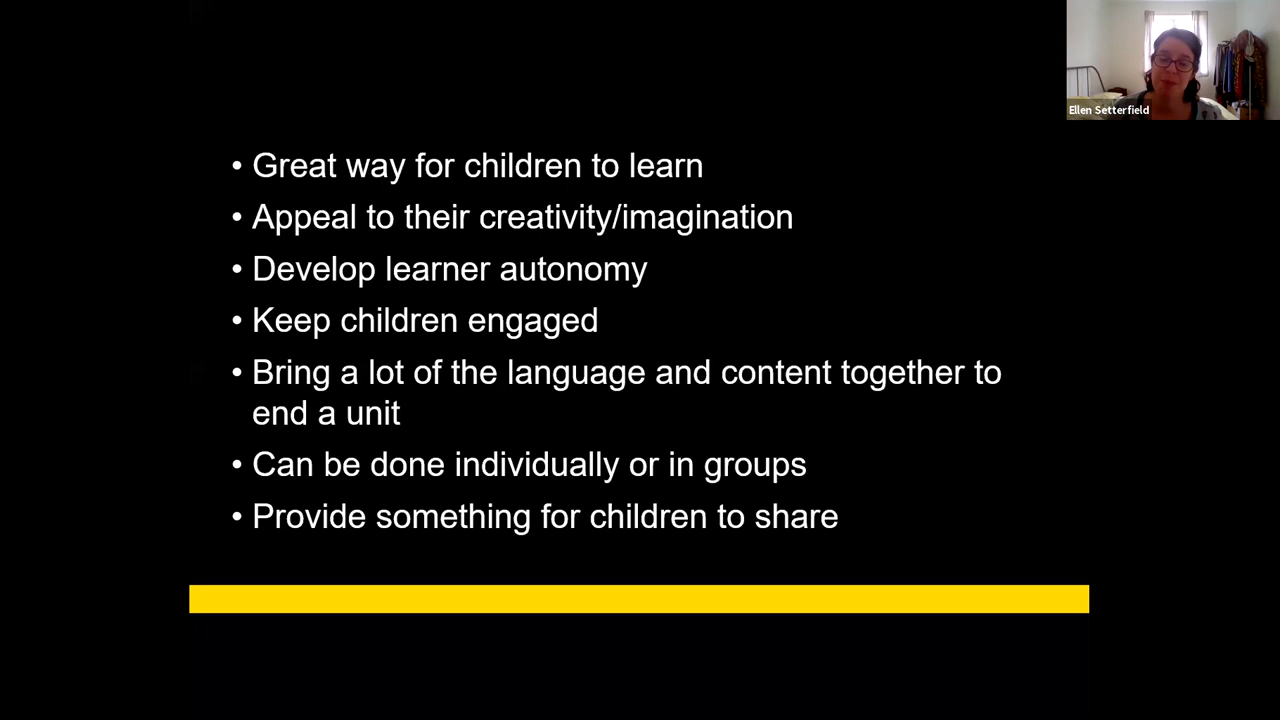 Ellen Setterfield
• Great way for children to learn
• Appeal to their creativity/imagination
• Develop learner autonomy
• Keep children engaged
• Bring a lot of the language and content together to
end a unit
• Can be done individually or in groups
• Provide something for children to share